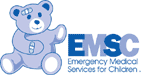 EMSC
Emergency Medical
Services for Children.